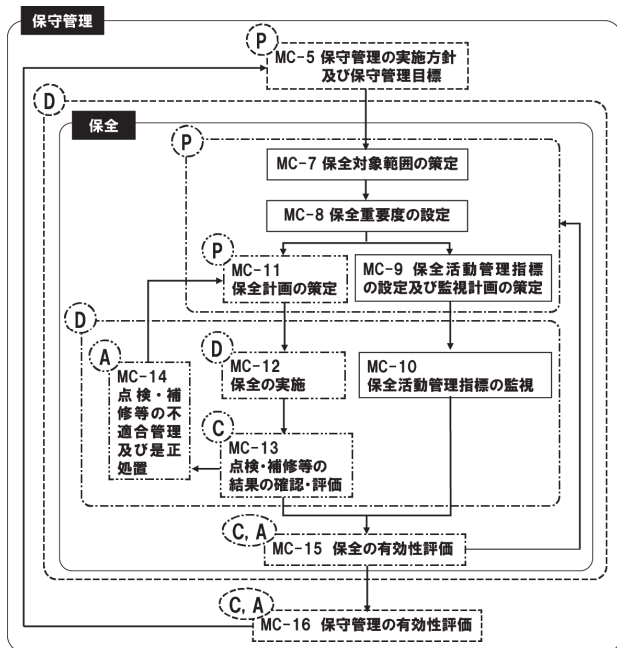 保守管理
P
MC-5 保守管理の実施方針
及び保守管理目標
D
保全
P
MC-7 保全対象範囲の策定
MC-8 保全重要度の設定
P
MC-11
保全計画の策定
MC-9 保全活動管理指標
の設定及び監視計画の策定
D
A
MC-14
点検・補
修等の不
適合管理
及び是正
処置
D
MC-12
保全の実施
MC-10
保全活動管理指標の監視
C
MC-13
点検・補修等の
結果の確認・評価
C, A
MC-15 保全の有効性評価
C, A
MC-16 保守管理の有効性評価